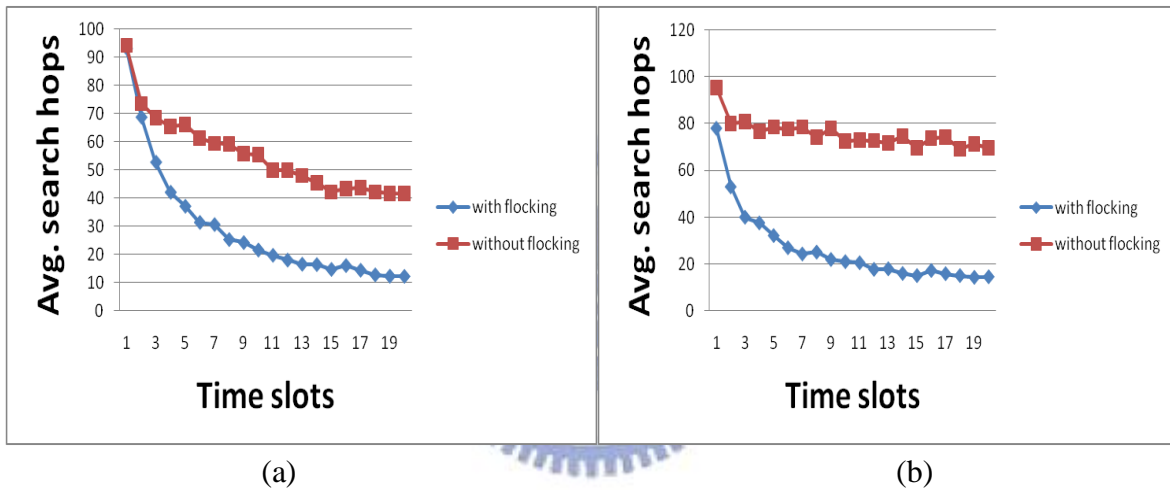 Avg. search hops
100
90
80
70
60
50
40
30
20
10
0
1 3 5 7 9 11 13 15 17 19
Time slots
with flocking
without flocking
(a)
Avg. search hops
120
100
80
60
40
20
0
1 3 5 7 9 11 13 15 17 19
Time slots
with flocking
without flocking
(b)